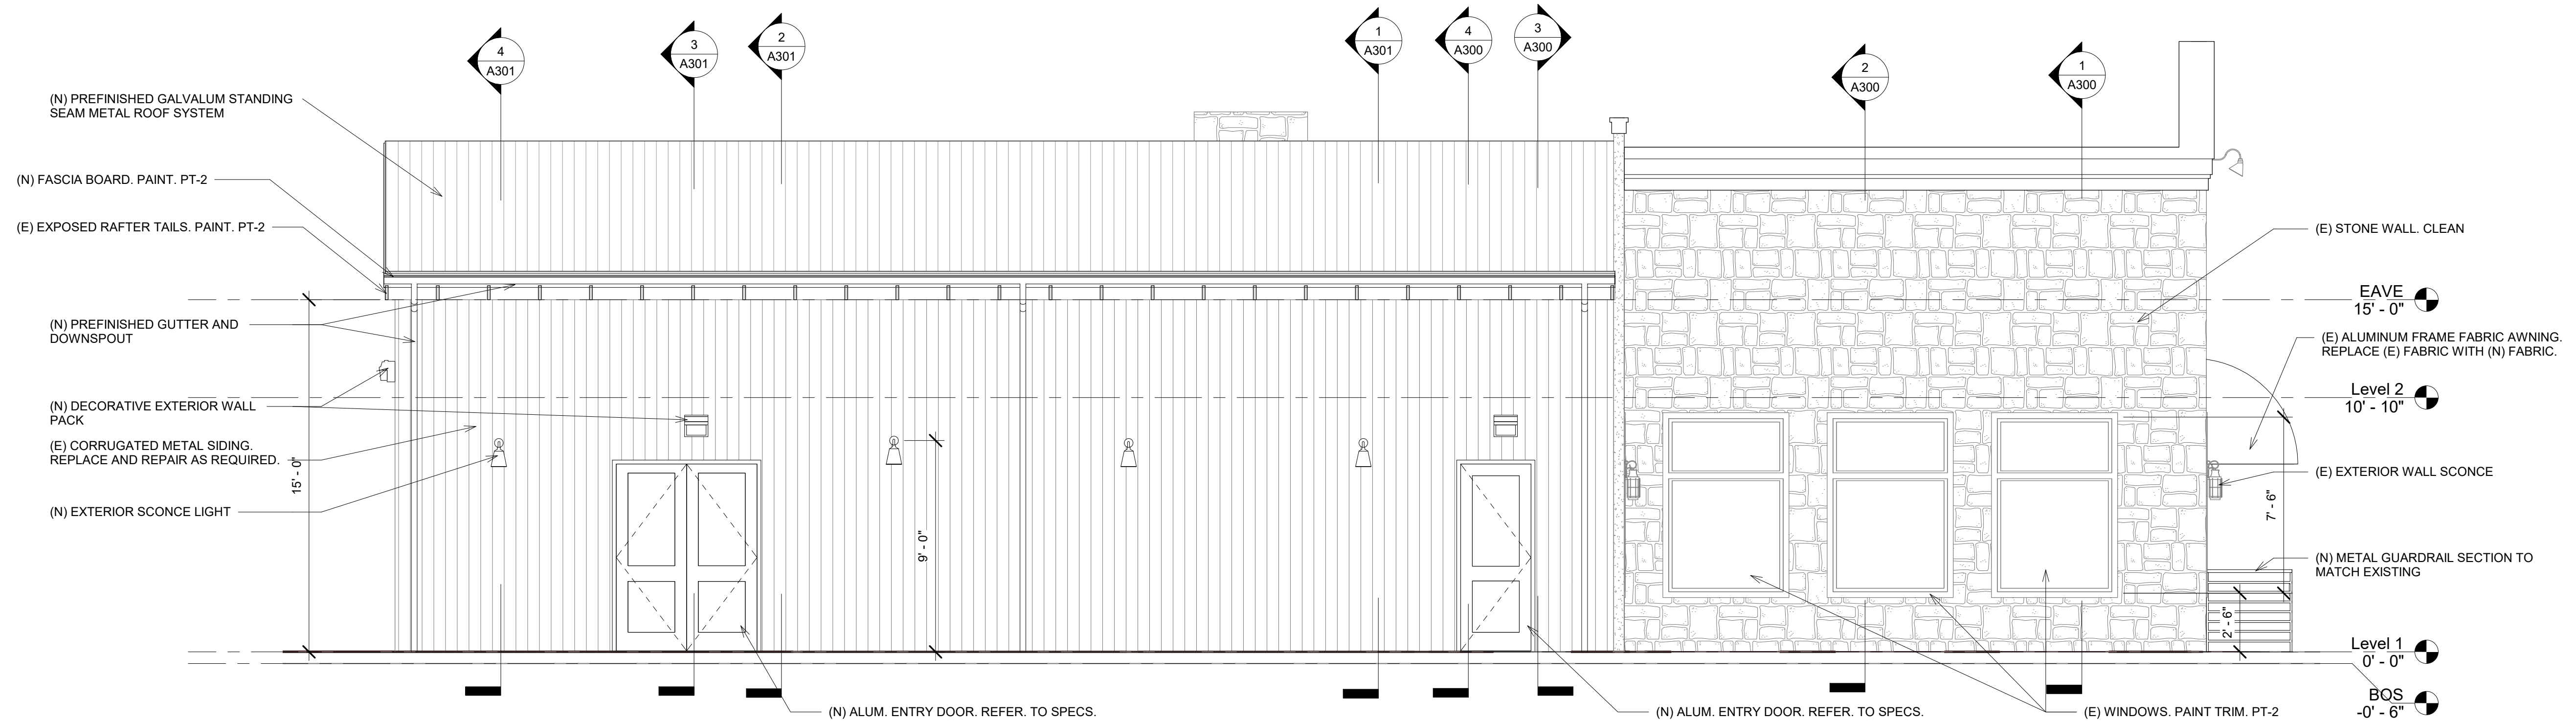 4
A301
3
A301
2
A301
1
A301
4
A300
3
A300
2
A300
1
A300
(N) PREFINISHED GALVALUM STANDING
SEAM METAL ROOF SYSTEM
(N) FASCIA BOARD. PAINT. PT-2
(E) EXPOSED RAFTER TAILS. PAINT. PT-2
(N) PREFINISHED GUTTER AND
DOWNSPOUT
(N) DECORATIVE EXTERIOR WALL
PACK
(E) CORRUGATED METAL SIDING.
REPLACE AND REPAIR AS REQUIRED.
(N) EXTERIOR SCONCE LIGHT
15' - 0"
9' - 0"
(N) ALUM. ENTRY DOOR. REFER. TO SPECS.
(N) ALUM. ENTRY DOOR. REFER. TO SPECS.
(E) WINDOWS. PAINT TRIM. PT-2
(E) STONE WALL. CLEAN
EAVE
15' - 0"
(E) ALUMINUM FRAME FABRIC AWNING.
REPLACE (E) FABRIC WITH (N) FABRIC.
Level 2
10' - 10"
(E) EXTERIOR WALL SCONCE
7' - 6"
(N) METAL GUARDRAIL SECTION TO
MATCH EXISTING
2' - 6"
Level 1
0' - 0"
BOS
-0' - 6"